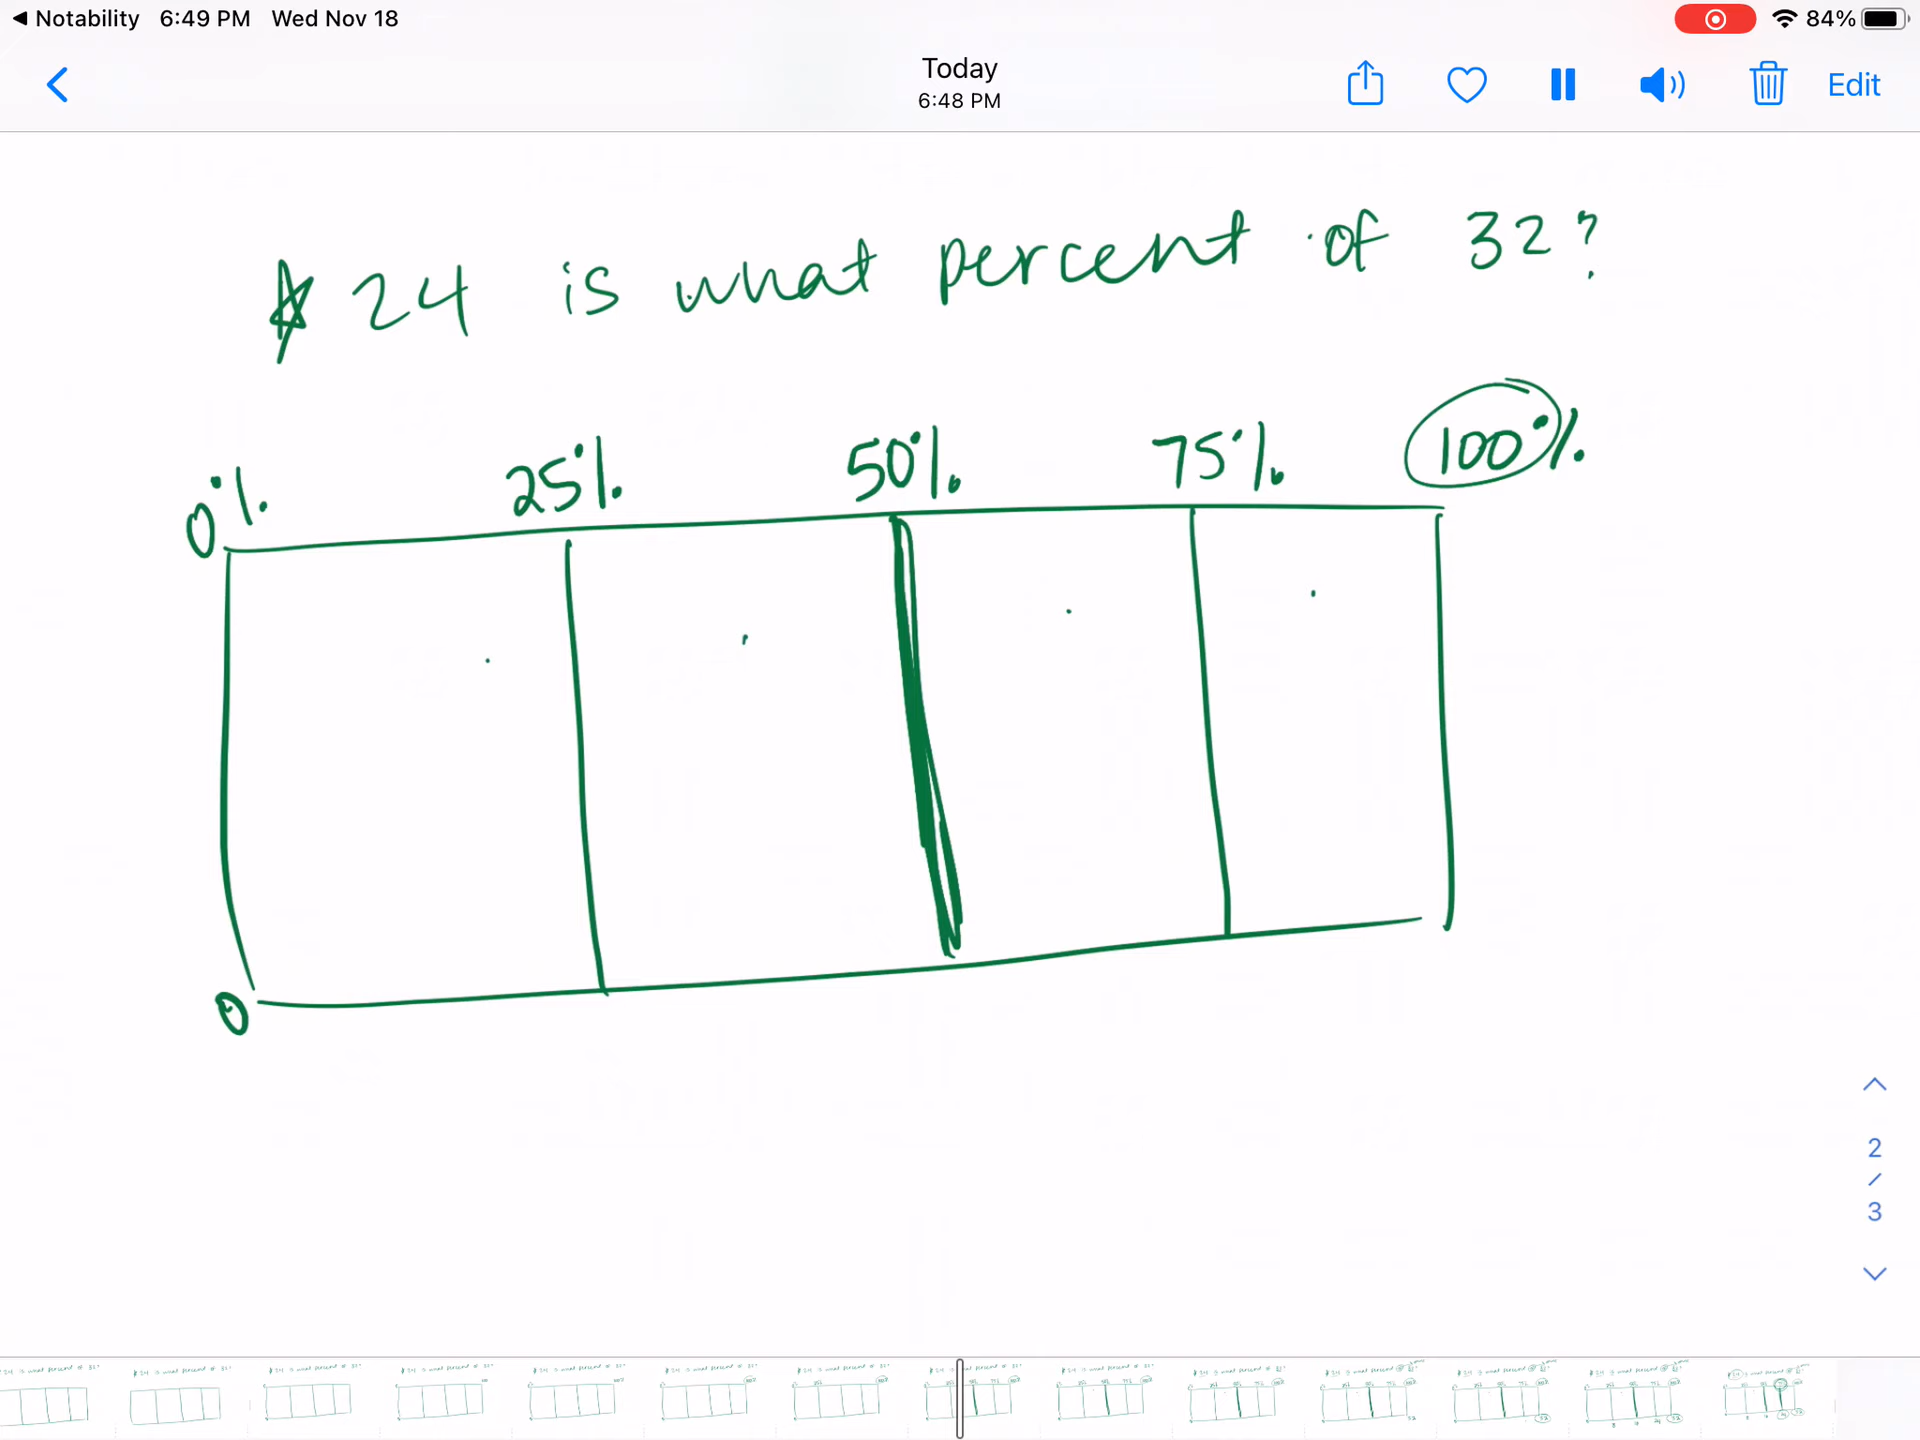 Notability 6:49 PM Wed Nov 18 84%
Today
6:48 PM
Edit
24 is what percent of 32?
0% 25% 50% 75% 100%
0
2
/
3